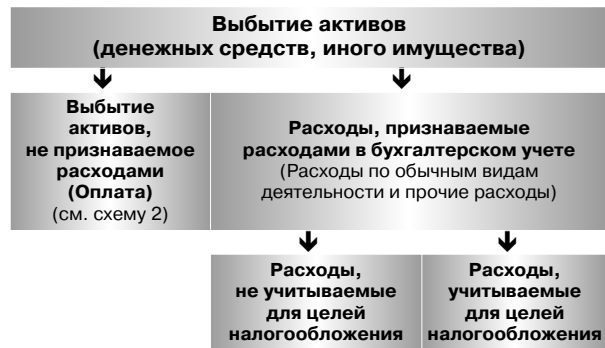 Выбытие активов
(денежных средств, иного имущества)
Выбытие
активов,
не признаваемое
расходами
(Оплата)
(см. схему 2)
Расходы, признаваемые
расходами в бухгалтерском учете
(Расходы по обычным видам
деятельности и прочие расходы)
Расходы,
не учитываемые
для целей
налогообложения
Расходы,
учитываемые
для целей
налогообложения